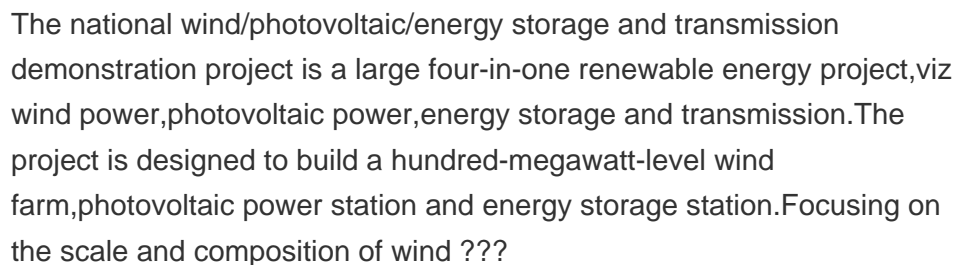 The national wind/photovoltaic/energy storage and transmission
demonstration project is a large four-in-one renewable energy project,viz
wind power,photovoltaic power,energy storage and transmission.The
project is designed to build a hundred-megawatt-level wind
farm,photovoltaic power station and energy storage station.Focusing on
the scale and composition of wind ???